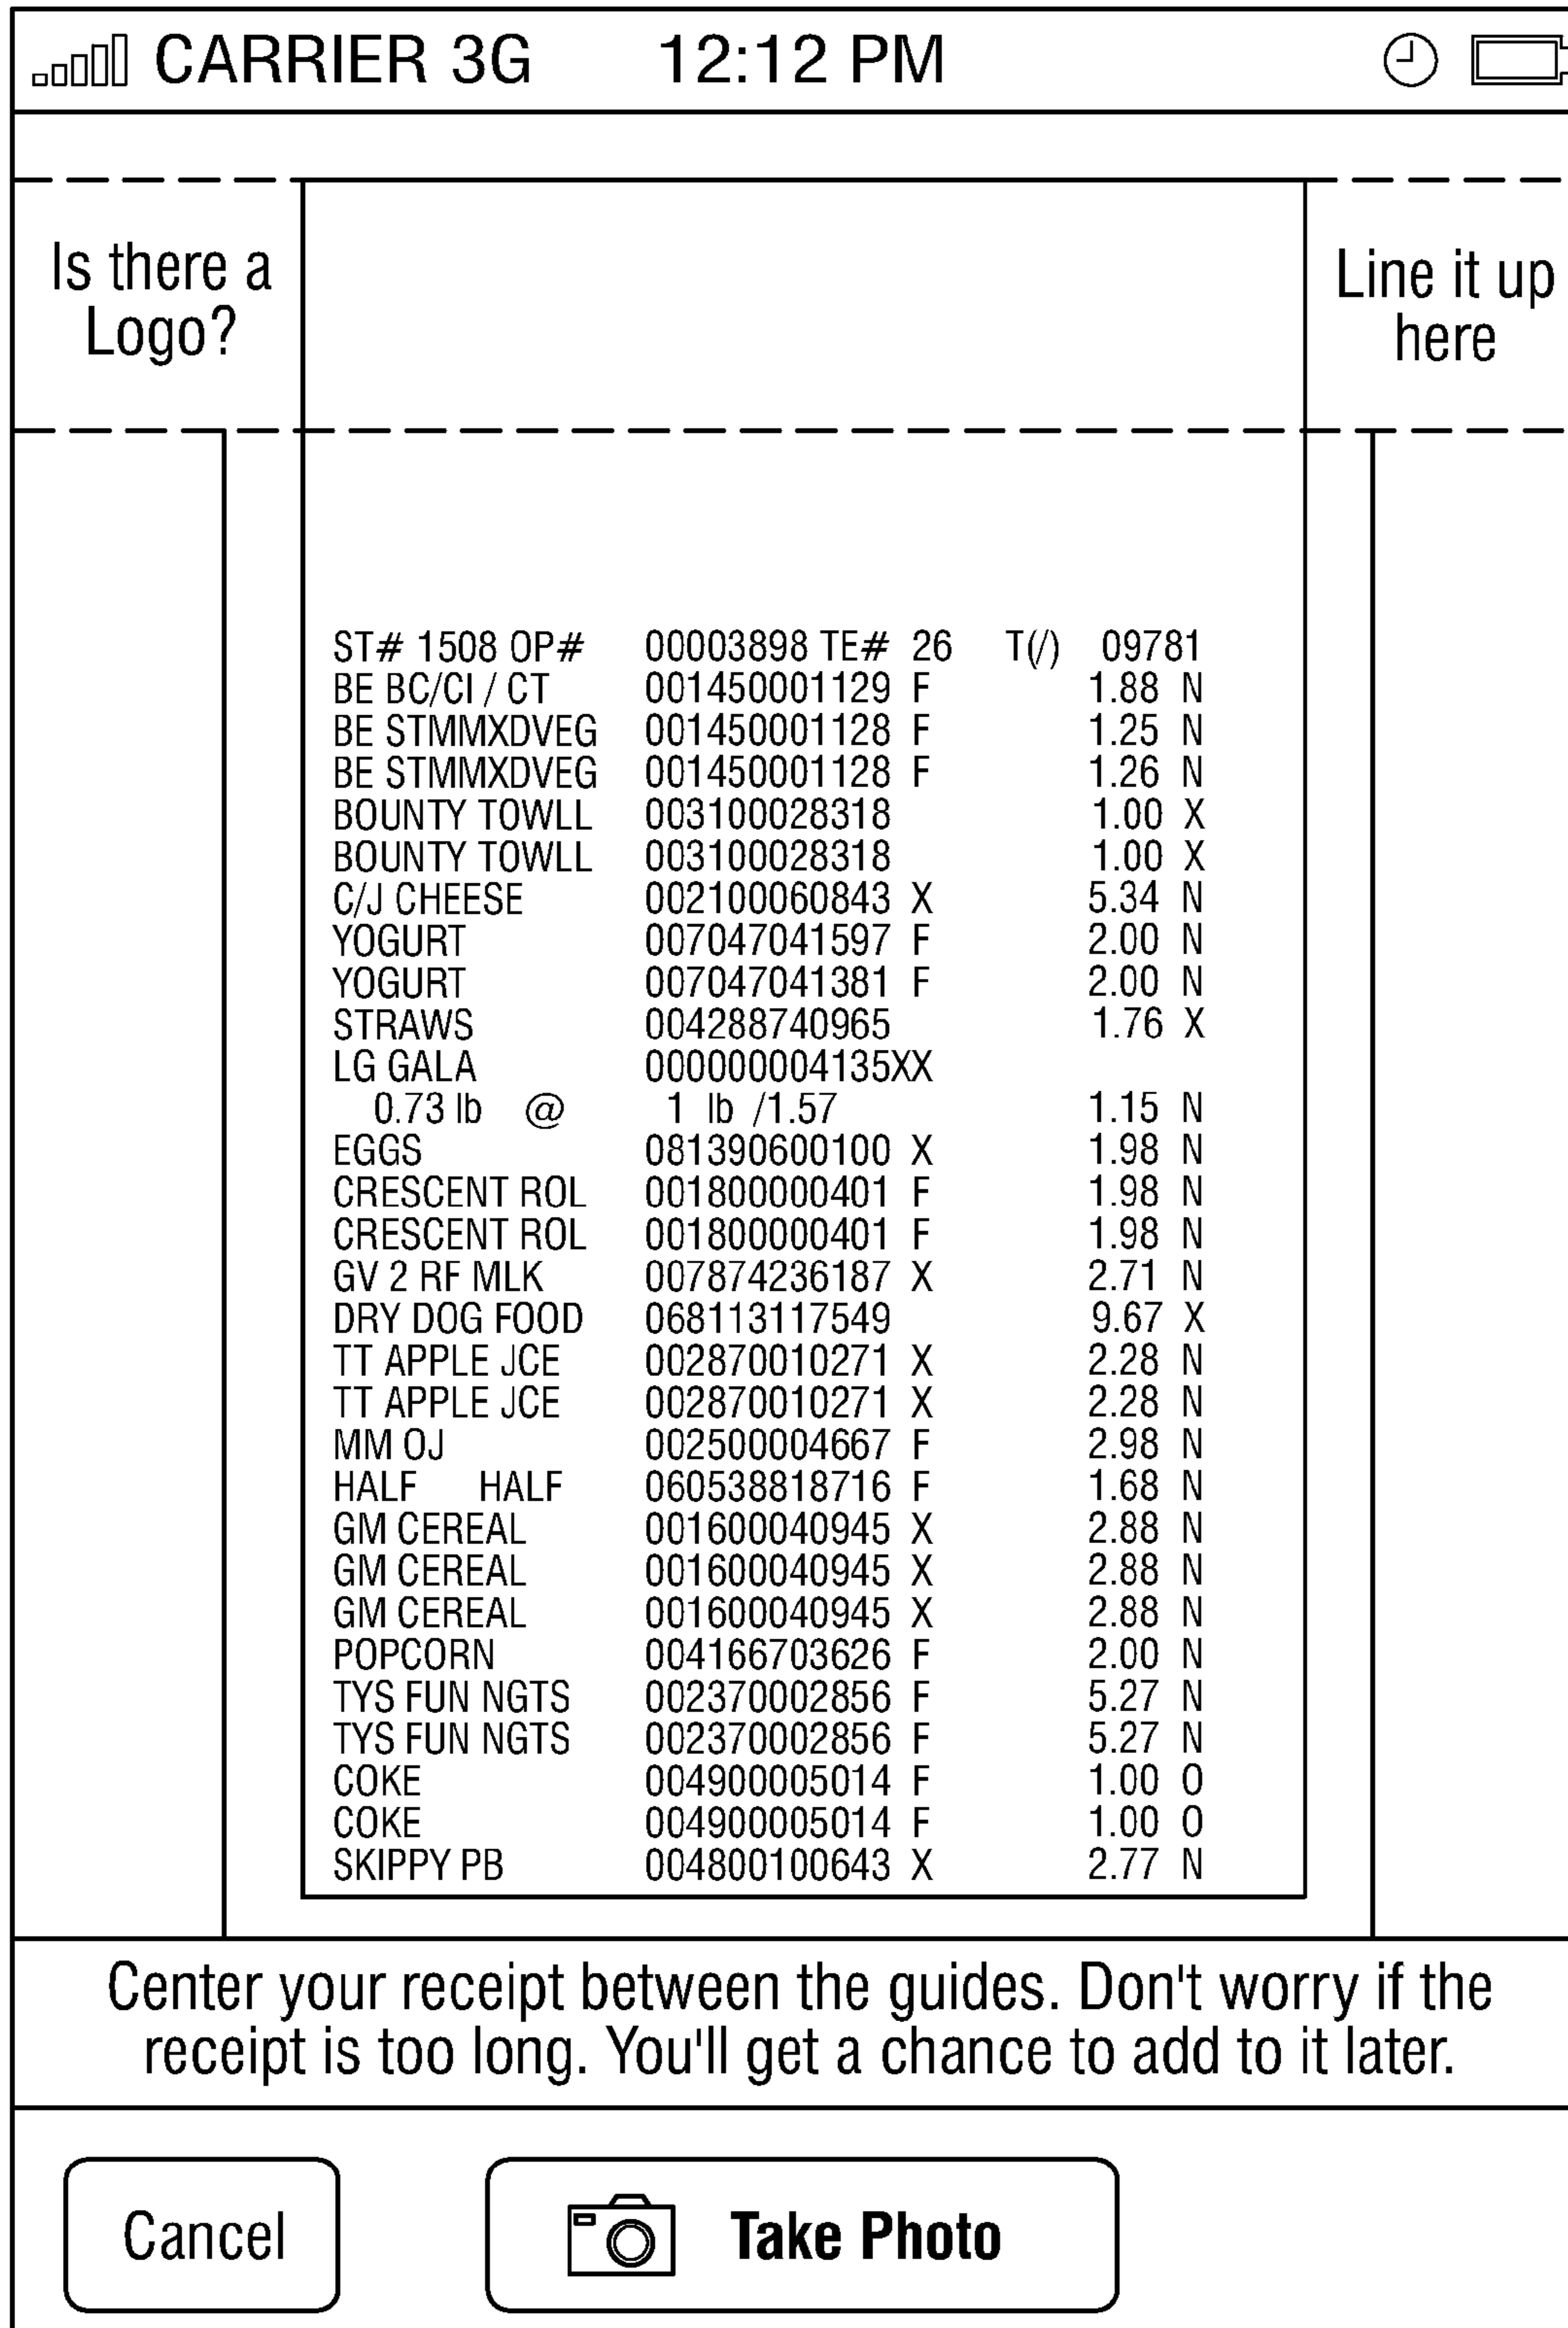 CARRIER 3G 12:12 PM
Is there a
Logo?
Line it up
here
ST# 1508 OP# 00003898 TE# 26 T(/) 09781
BE BC/CI / CT 001450001129 F 1.88 N
BE STMMXDVEG 001450001128 F 1.25 N
BE STMMXDVEG 001450001128 F 1.26 N
BOUNTY TOWLL 003100028318 1.00 X
BOUNTY TOWLL 003100028318 1.00 X
C/J CHEESE 002100060843 X 5.34 N
YOGURT 007047041597 F 2.00 N
YOGURT 007047041381 F 2.00 N
STRAWS 004288740965 1.76 X
LG GALA 000000004135XX
0.73 lb @ 1 lb /1.57 1.15 N
EGGS 081390600100 X 1.98 N
CRESCENT ROL 001800000401 F 1.98 N
CRESCENT ROL 001800000401 F 1.98 N
GV 2 RF MLK 007874236187 X 2.71 N
DRY DOG FOOD 068113117549 9.67 X
TT APPLE JCE 002870010271 X 2.28 N
TT APPLE JCE 002870010271 X 2.28 N
MM OJ 002500004667 F 2.98 N
HALF HALF 060538818716 F 1.68 N
GM CEREAL 001600040945 X 2.88 N
GM CEREAL 001600040945 X 2.88 N
GM CEREAL 001600040945 X 2.88 N
POPCORN 004166703626 F 2.00 N
TYS FUN NGTS 002370002856 F 5.27 N
TYS FUN NGTS 002370002856 F 5.27 N
COKE 004900005014 F 1.00 O
COKE 004900005014 F 1.00 O
SKIPPY PB 004800100643 X 2.77 N
Center your receipt between the guides. Don't worry if the
receipt is too long. You'll get a chance to add to it later.
Cancel
Take Photo